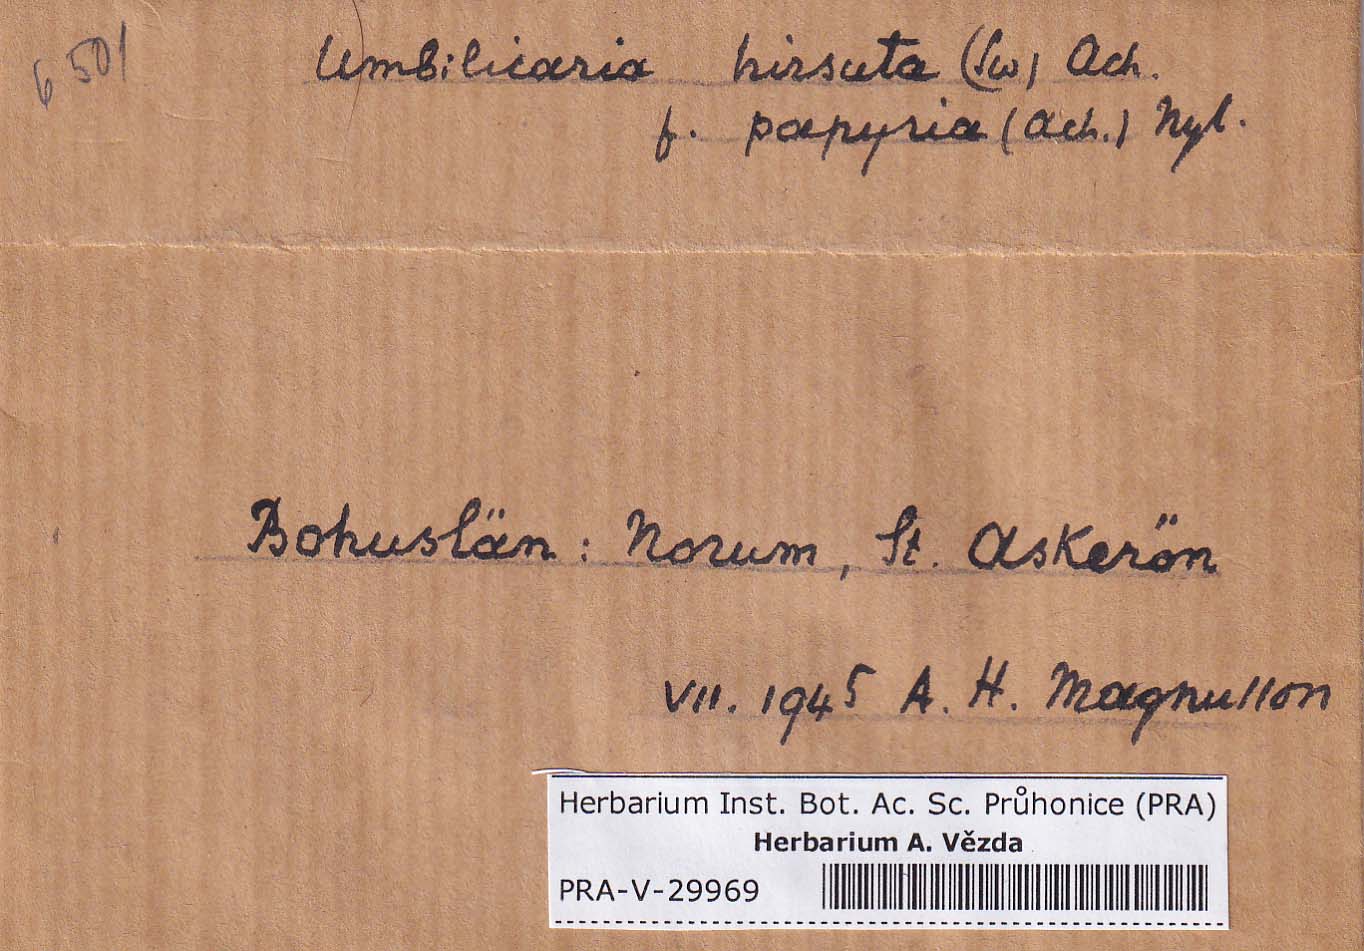 6501
Umbilicaria hirsuta (Sw) Ach.
f. papyria (Ach.) Nyl.
Bohuslän: Norum, St. Askerön
VII. 1945 A. H. Magnusson
Herbarium Inst. Bot. Ac. Sc. Průhonice (PRA)
Herbarium A. Vězda
PRA-V-29969